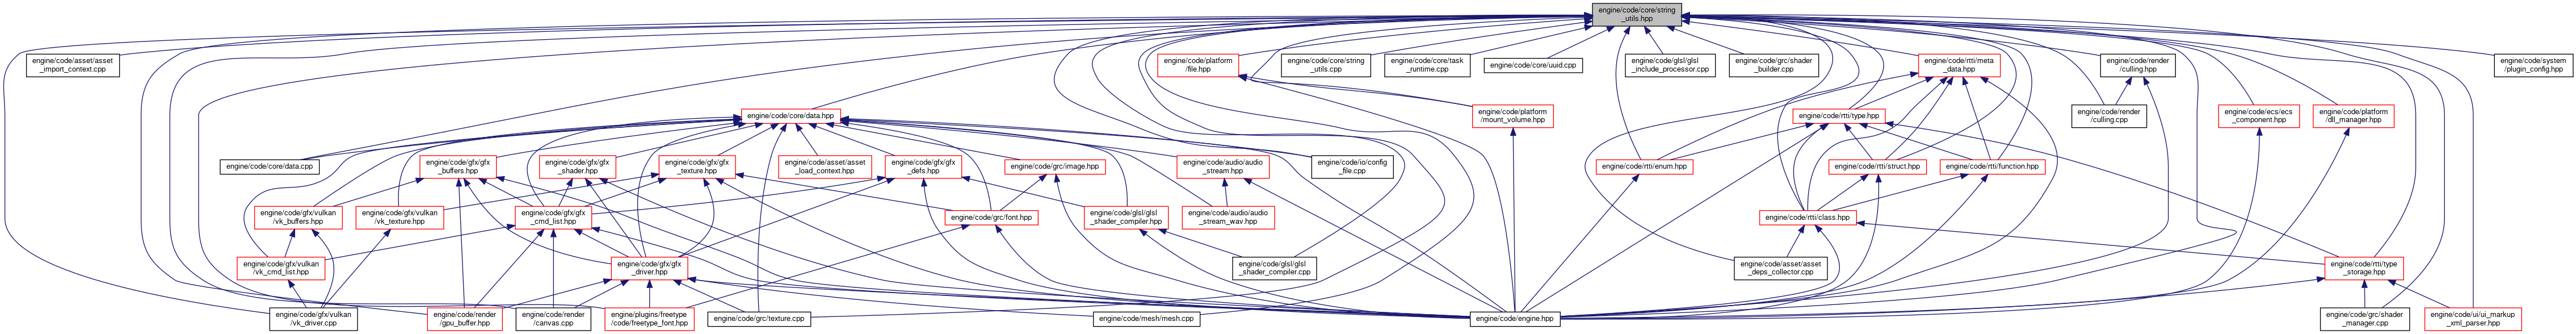 engine/code/core/string
_utils.hpp
engine/code/asset/asset
_import_context.cpp
engine/code/platform
/file.hpp
engine/code/core/string
_utils.cpp
engine/code/core/task
_runtime.cpp
engine/code/core/uuid.cpp
engine/code/glsl/glsl
_include_processor.cpp
engine/code/grc/shader
_builder.cpp
engine/code/rtti/meta
_data.hpp
engine/code/render
/culling.hpp
engine/code/system
/plugin_config.hpp
engine/code/core/data.hpp
engine/code/platform
/mount_volume.hpp
engine/code/rtti/type.hpp
engine/code/render
/culling.cpp
engine/code/ecs/ecs
_component.hpp
engine/code/platform
/dll_manager.hpp
engine/code/core/data.cpp
engine/code/gfx/gfx
_buffers.hpp
engine/code/gfx/gfx
_shader.hpp
engine/code/gfx/gfx
_texture.hpp
engine/code/asset/asset
_load_context.hpp
engine/code/gfx/gfx
_defs.hpp
engine/code/grc/image.hpp
engine/code/audio/audio
_stream.hpp
engine/code/io/config
_file.cpp
engine/code/rtti/enum.hpp
engine/code/rtti/struct.hpp
engine/code/rtti/function.hpp
engine/code/gfx/vulkan
/vk_buffers.hpp
engine/code/gfx/vulkan
/vk_texture.hpp
engine/code/gfx/gfx
_cmd_list.hpp
engine/code/grc/font.hpp
engine/code/glsl/glsl
_shader_compiler.hpp
engine/code/audio/audio
_stream_wav.hpp
engine/code/rtti/class.hpp
engine/code/gfx/vulkan
/vk_cmd_list.hpp
engine/code/gfx/gfx
_driver.hpp
engine/code/glsl/glsl
_shader_compiler.cpp
engine/code/asset/asset
_deps_collector.cpp
engine/code/rtti/type
_storage.hpp
engine/code/gfx/vulkan
/vk_driver.cpp
engine/code/render
/gpu_buffer.hpp
engine/code/render
/canvas.cpp
engine/plugins/freetype
/code/freetype_font.hpp
engine/code/grc/texture.cpp
engine/code/mesh/mesh.cpp
engine/code/engine.hpp
engine/code/grc/shader
_manager.cpp
engine/code/ui/ui_markup
_xml_parser.hpp